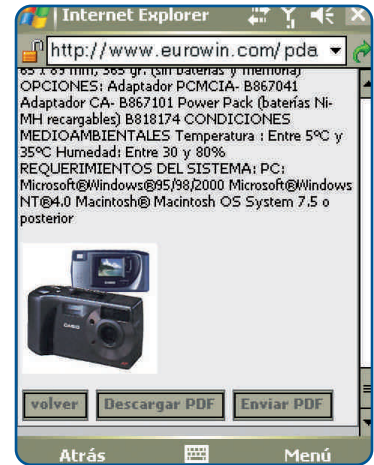 Internet Explorer
http://www.eurowin.com/pda
OPCIONES: Adaptador PCMCIA- B867041
Adaptador CA- B867101 Power Pack (baterías Ni-
MH recargables) B818174 CONDICIONES
MEDIOAMBIENTALES Temperatura : Entre 5ºC y
35ºC Humedad: Entre 30 y 80%
REQUERIMIENTOS DEL SISTEMA: PC:
Microsoft®Windows®95/98/2000 Microsoft®Windows
NT®4.0 Macintosh® Macintosh OS System 7.5 o
posterior
CASIO
volver Descargar PDF Enviar PDF
Atrás Menú